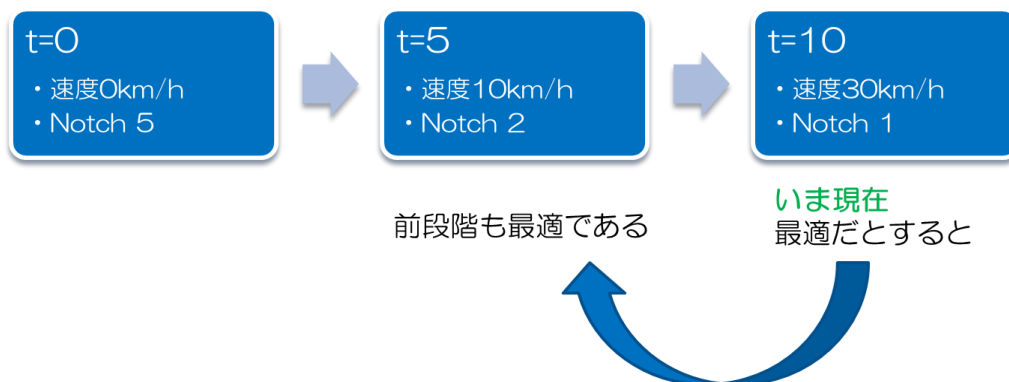 t=0
・速度0km/h
・Notch 5
t=5
・速度10km/h
・Notch 2
t=10
・速度30km/h
・Notch 1
前段階も最適である
いま現在
最適だとすると